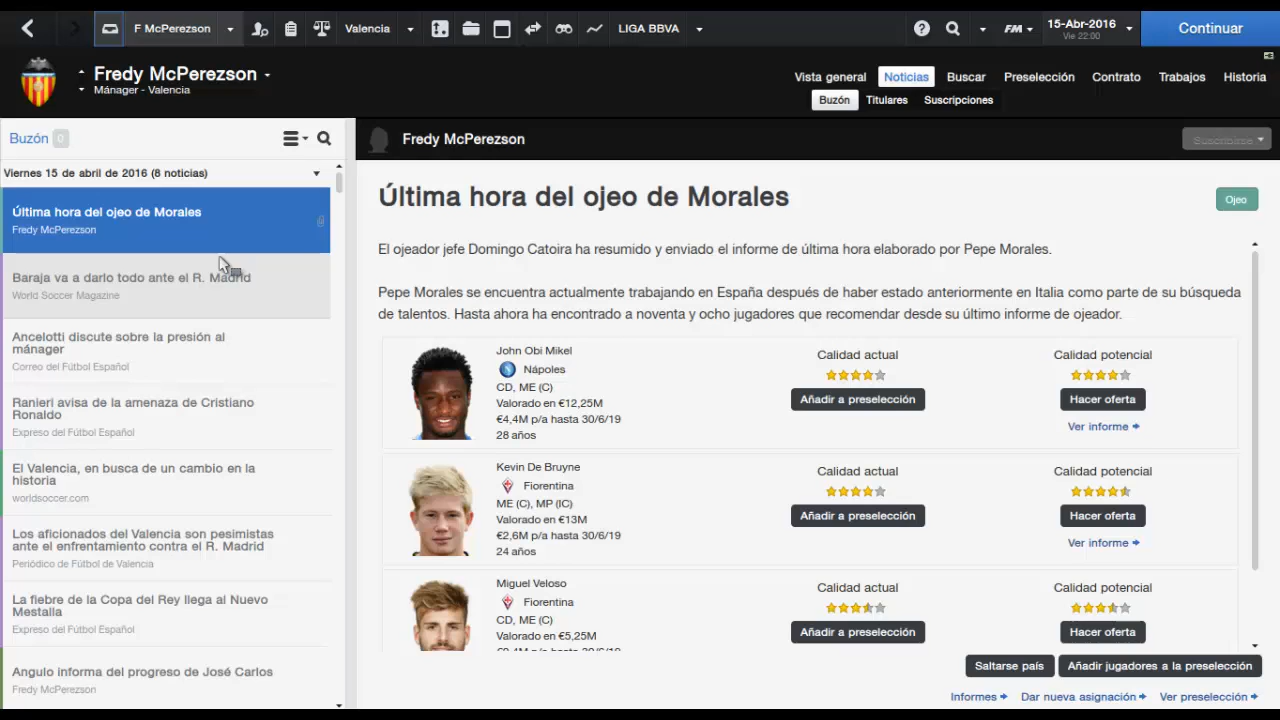 F McPerezson
Valencia
LIGA BBVA
FM
15-Abr-2016
Vie 22:00
Continuar
Fredy McPerezson
Mánager - Valencia
Vista general
Noticias
Buscar
Preselección
Contrato
Trabajos
Historia
Buzón
Titulares
Suscripciones
Buzón 0
Viernes 15 de abril de 2016 (8 noticias)
Última hora del ojeo de Morales
Fredy McPerezson
Baraja va a darlo todo ante el R. Madrid
World Soccer Magazine
Ancelotti discute sobre la presión al
mánager
Correo del Fútbol Español
Ranieri avisa de la amenaza de Cristiano
Ronaldo
Expreso del Fútbol Español
El Valencia, en busca de un cambio en la
historia
worldsoccer.com
Los aficionados del Valencia son pesimistas
ante el enfrentamiento contra el R. Madrid
Periódico de Fútbol de Valencia
La fiebre de la Copa del Rey llega al Nuevo
Mestalla
Expreso del Fútbol Español
Angulo informa del progreso de José Carlos
Fredy McPerezson
Fredy McPerezson
Suscribirse
Última hora del ojeo de Morales
Ojeo
El ojeador jefe Domingo Catoira ha resumido y enviado el informe de última hora elaborado por Pepe Morales.
Pepe Morales se encuentra actualmente trabajando en España después de haber estado anteriormente en Italia como parte de su búsqueda
de talentos. Hasta ahora ha encontrado a noventa y ocho jugadores que recomendar desde su último informe de ojeador.
John Obi Mikel
Nápoles
CD, ME (C)
Valorado en €12,25M
€4,4M p/a hasta 30/6/19
28 años
Calidad actual
Añadir a preselección
Calidad potencial
Hacer oferta
Ver informe
Kevin De Bruyne
Fiorentina
ME (C), MP (IC)
Valorado en €13M
€2,6M p/a hasta 30/6/19
24 años
Calidad actual
Añadir a preselección
Calidad potencial
Hacer oferta
Ver informe
Miguel Veloso
Fiorentina
CD, ME (C)
Valorado en €5,25M
Calidad actual
Añadir a preselección
Calidad potencial
Hacer oferta
Saltarse país
Añadir jugadores a la preselección
Informes
Dar nueva asignación
Ver preselección